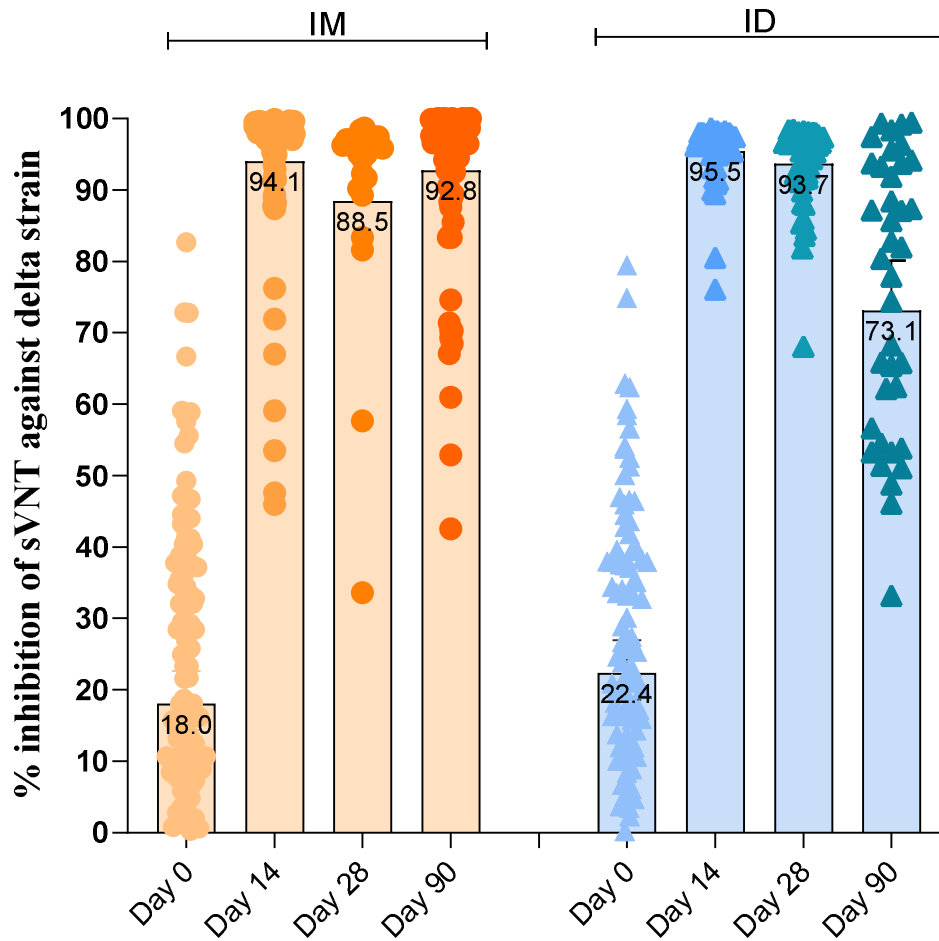 IM
ID
% inhibition of sVNT against delta strain
100
90
80
70
60
50
40
30
20
10
0
94.1
88.5
92.8
18.0
95.5
93.7
73.1
22.4
Day 0
Day 14
Day 28
Day 90
Day 0
Day 14
Day 28
Day 90